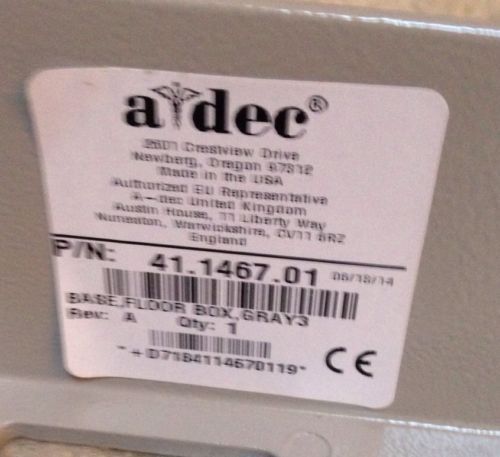 a dec®
2601 Crestview Drive
Newberg, Oregon 97312
Made in the USA
Authorized EU Representative
A-dec United Kingdom
Austin House, 11 Liberty Way
Nuneaton, Warwickshire, CV11 6RZ
England
P/N: 41.1467.01 06/18/14
BASE,FLOOR BOX,GRAY3
Rev: A Qty: 1
"+D7184114670119"
CE